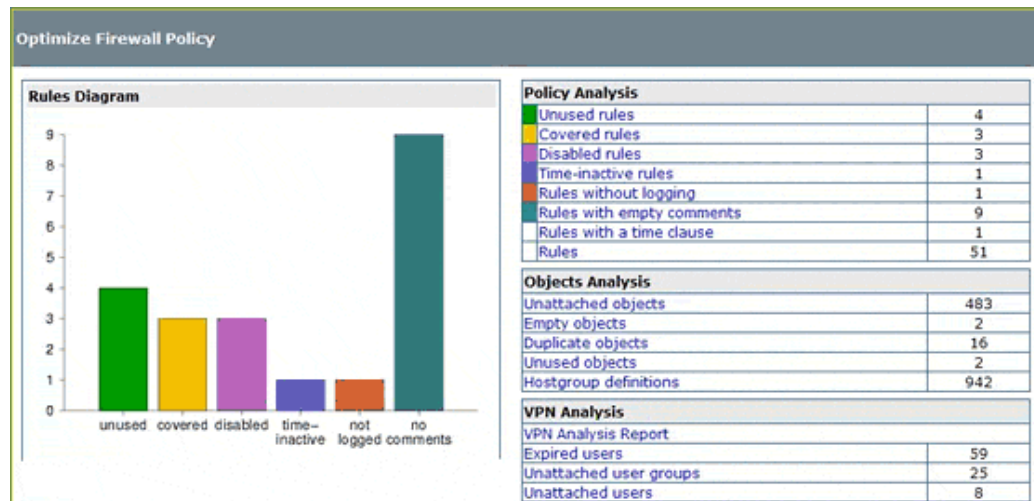 Optimize Firewall Policy
Rules Diagram
9
8
7
6
5
4
3
2
1
0
unused covered disabled time- not no
inactive logged comments
Policy Analysis
Unused rules 4
Covered rules 3
Disabled rules 3
Time-inactive rules 1
Rules without logging 1
Rules with empty comments 9
Rules with a time clause 1
Rules 51
Objects Analysis
Unattached objects 483
Empty objects 2
Duplicate objects 16
Unused objects 2
Hostgroup definitions 942
VPN Analysis
VPN Analysis Report
Expired users 59
Unattached user groups 25
Unattached users 8